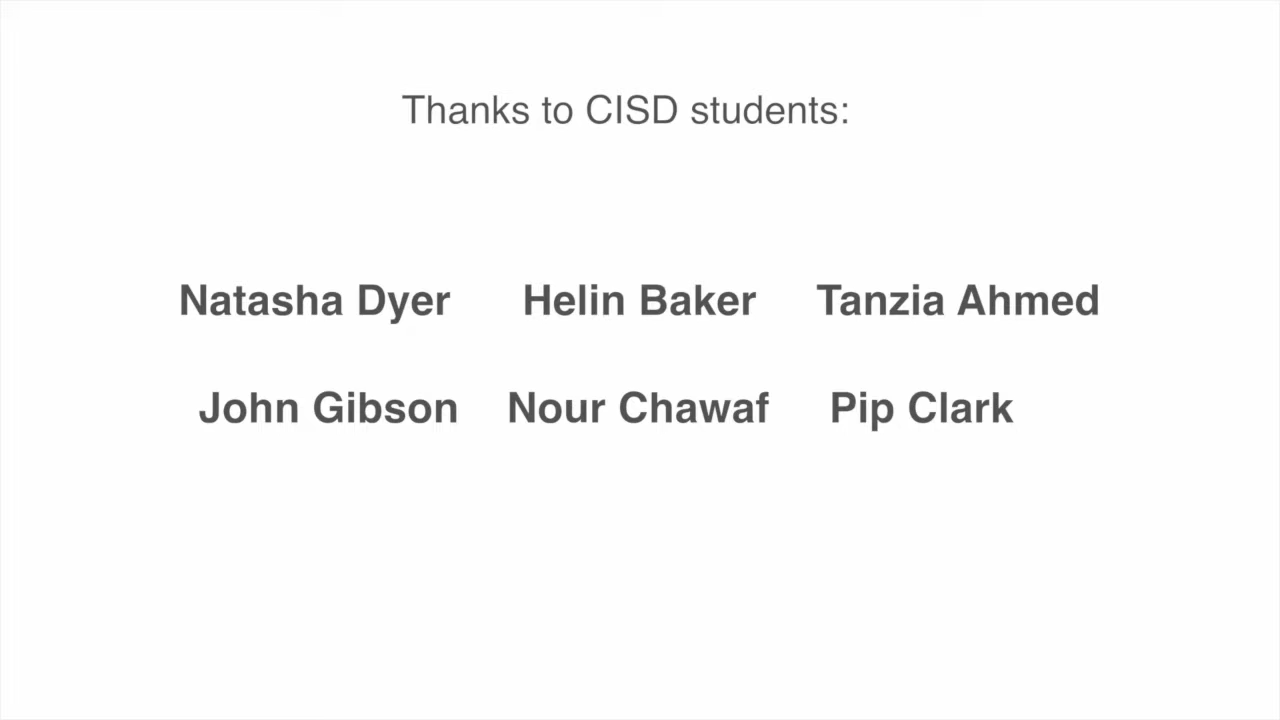 Thanks to CISD students:
Natasha Dyer Helin Baker Tanzia Ahmed
John Gibson Nour Chawaf Pip Clark